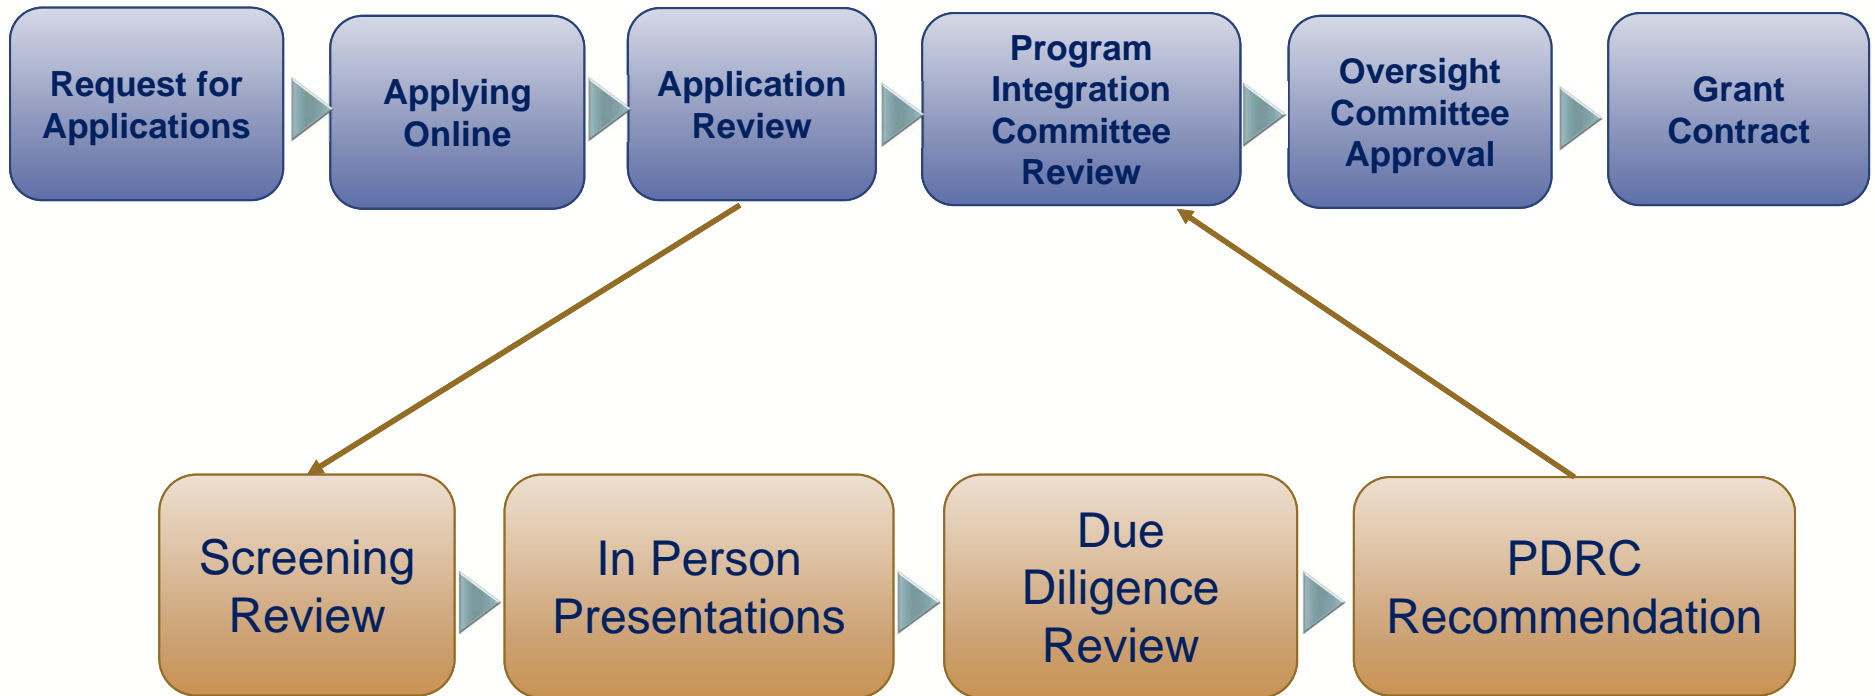 Request for
Applications
Applying
Online
Application
Review
Program
Integration
Committee
Review
Oversight
Committee
Approval
Grant
Contract
Screening
Review
In Person
Presentations
Due
Diligence
Review
PDRC
Recommendation